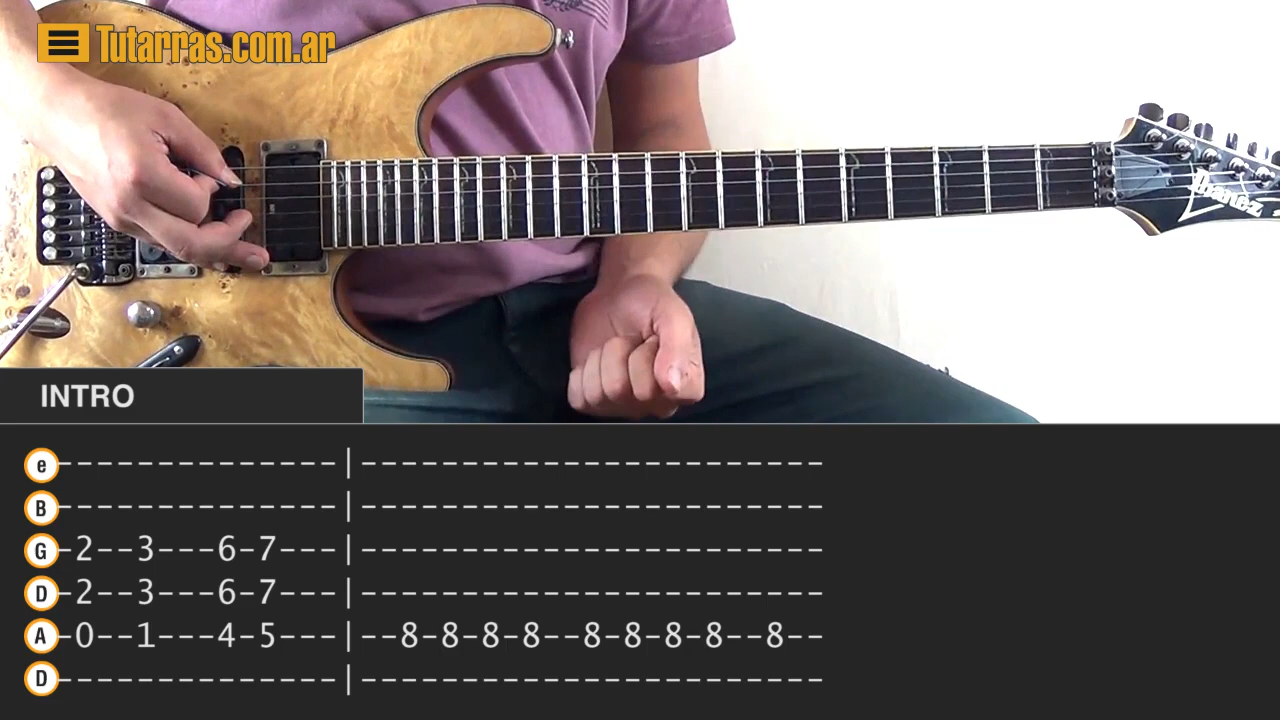 Tutarras.com.ar
Ibanez
INTRO
e--------------|-----------------------
B--------------|-----------------------
G-2--3---6-7---|-----------------------
D-2--3---6-7---|-----------------------
A-0--1---4-5---|--8-8-8-8--8-8-8-8--8--
D--------------|-----------------------